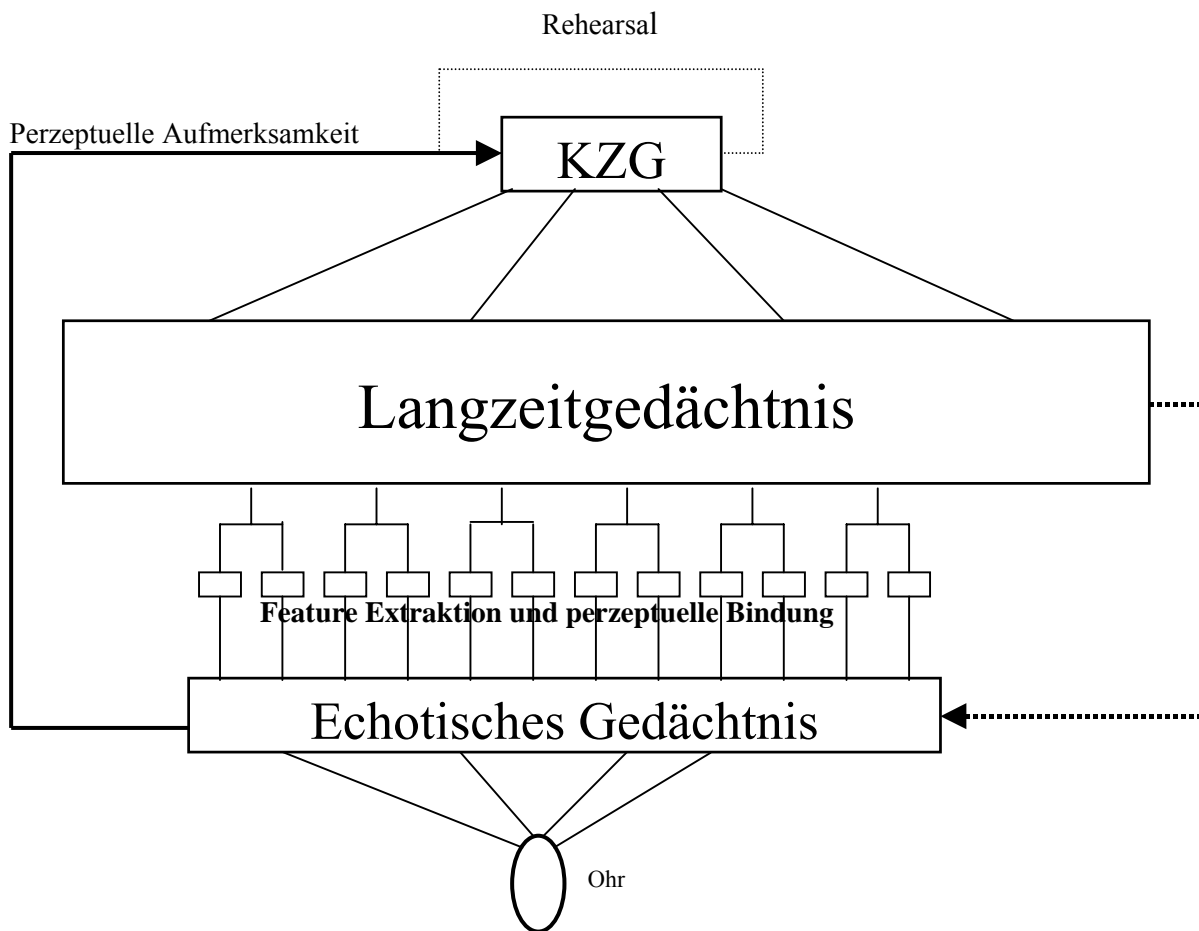 Rehearsal
Perzeptuelle Aufmerksamkeit
KZG
Langzeitgedächtnis
Feature Extraktion und perzeptuelle Bindung
Echotisches Gedächtnis
Ohr